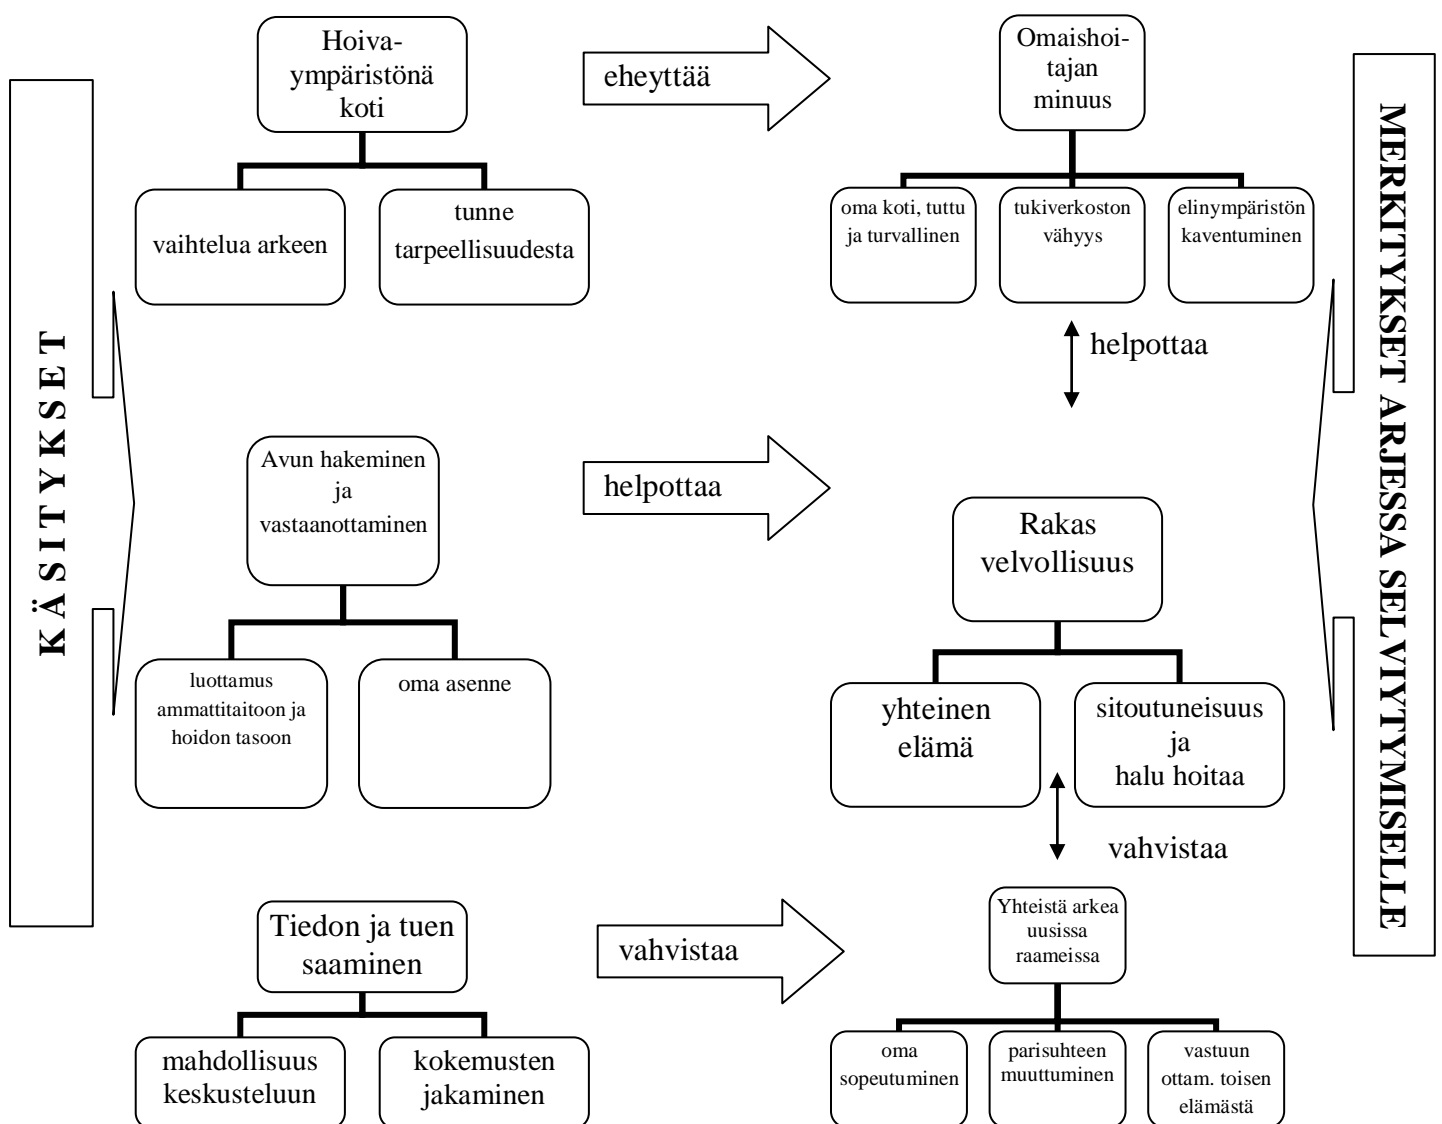 KÄSITYKSET
Hoiva-
ympäristönä
koti
vaihtelua arkeen
tunne
tarpeellisuudesta
eheyttää
Omaishoi-
tajan
minuus
oma koti, tuttu
ja turvallinen
tukiverkoston
vähyys
elinympäristön
kaventuminen
helpottaa
Avun hakeminen
ja
vastaanottaminen
luottamus
ammattitaitoon ja
hoidon tasoon
oma asenne
helpottaa
Rakas
velvollisuus
yhteinen
elämä
sitoutuneisuus
ja
halu hoitaa
vahvistaa
Tiedon ja tuen
saaminen
mahdollisuus
keskusteluun
kokemusten
jakaminen
vahvistaa
Yhteistä arkea
uusissa
raameissa
oma
sopeutuminen
parisuhteen
muuttuminen
vastuun
ottam. toisen
elämästä
MERKITYKSET ARJESSA SELVIYTYMISELLE